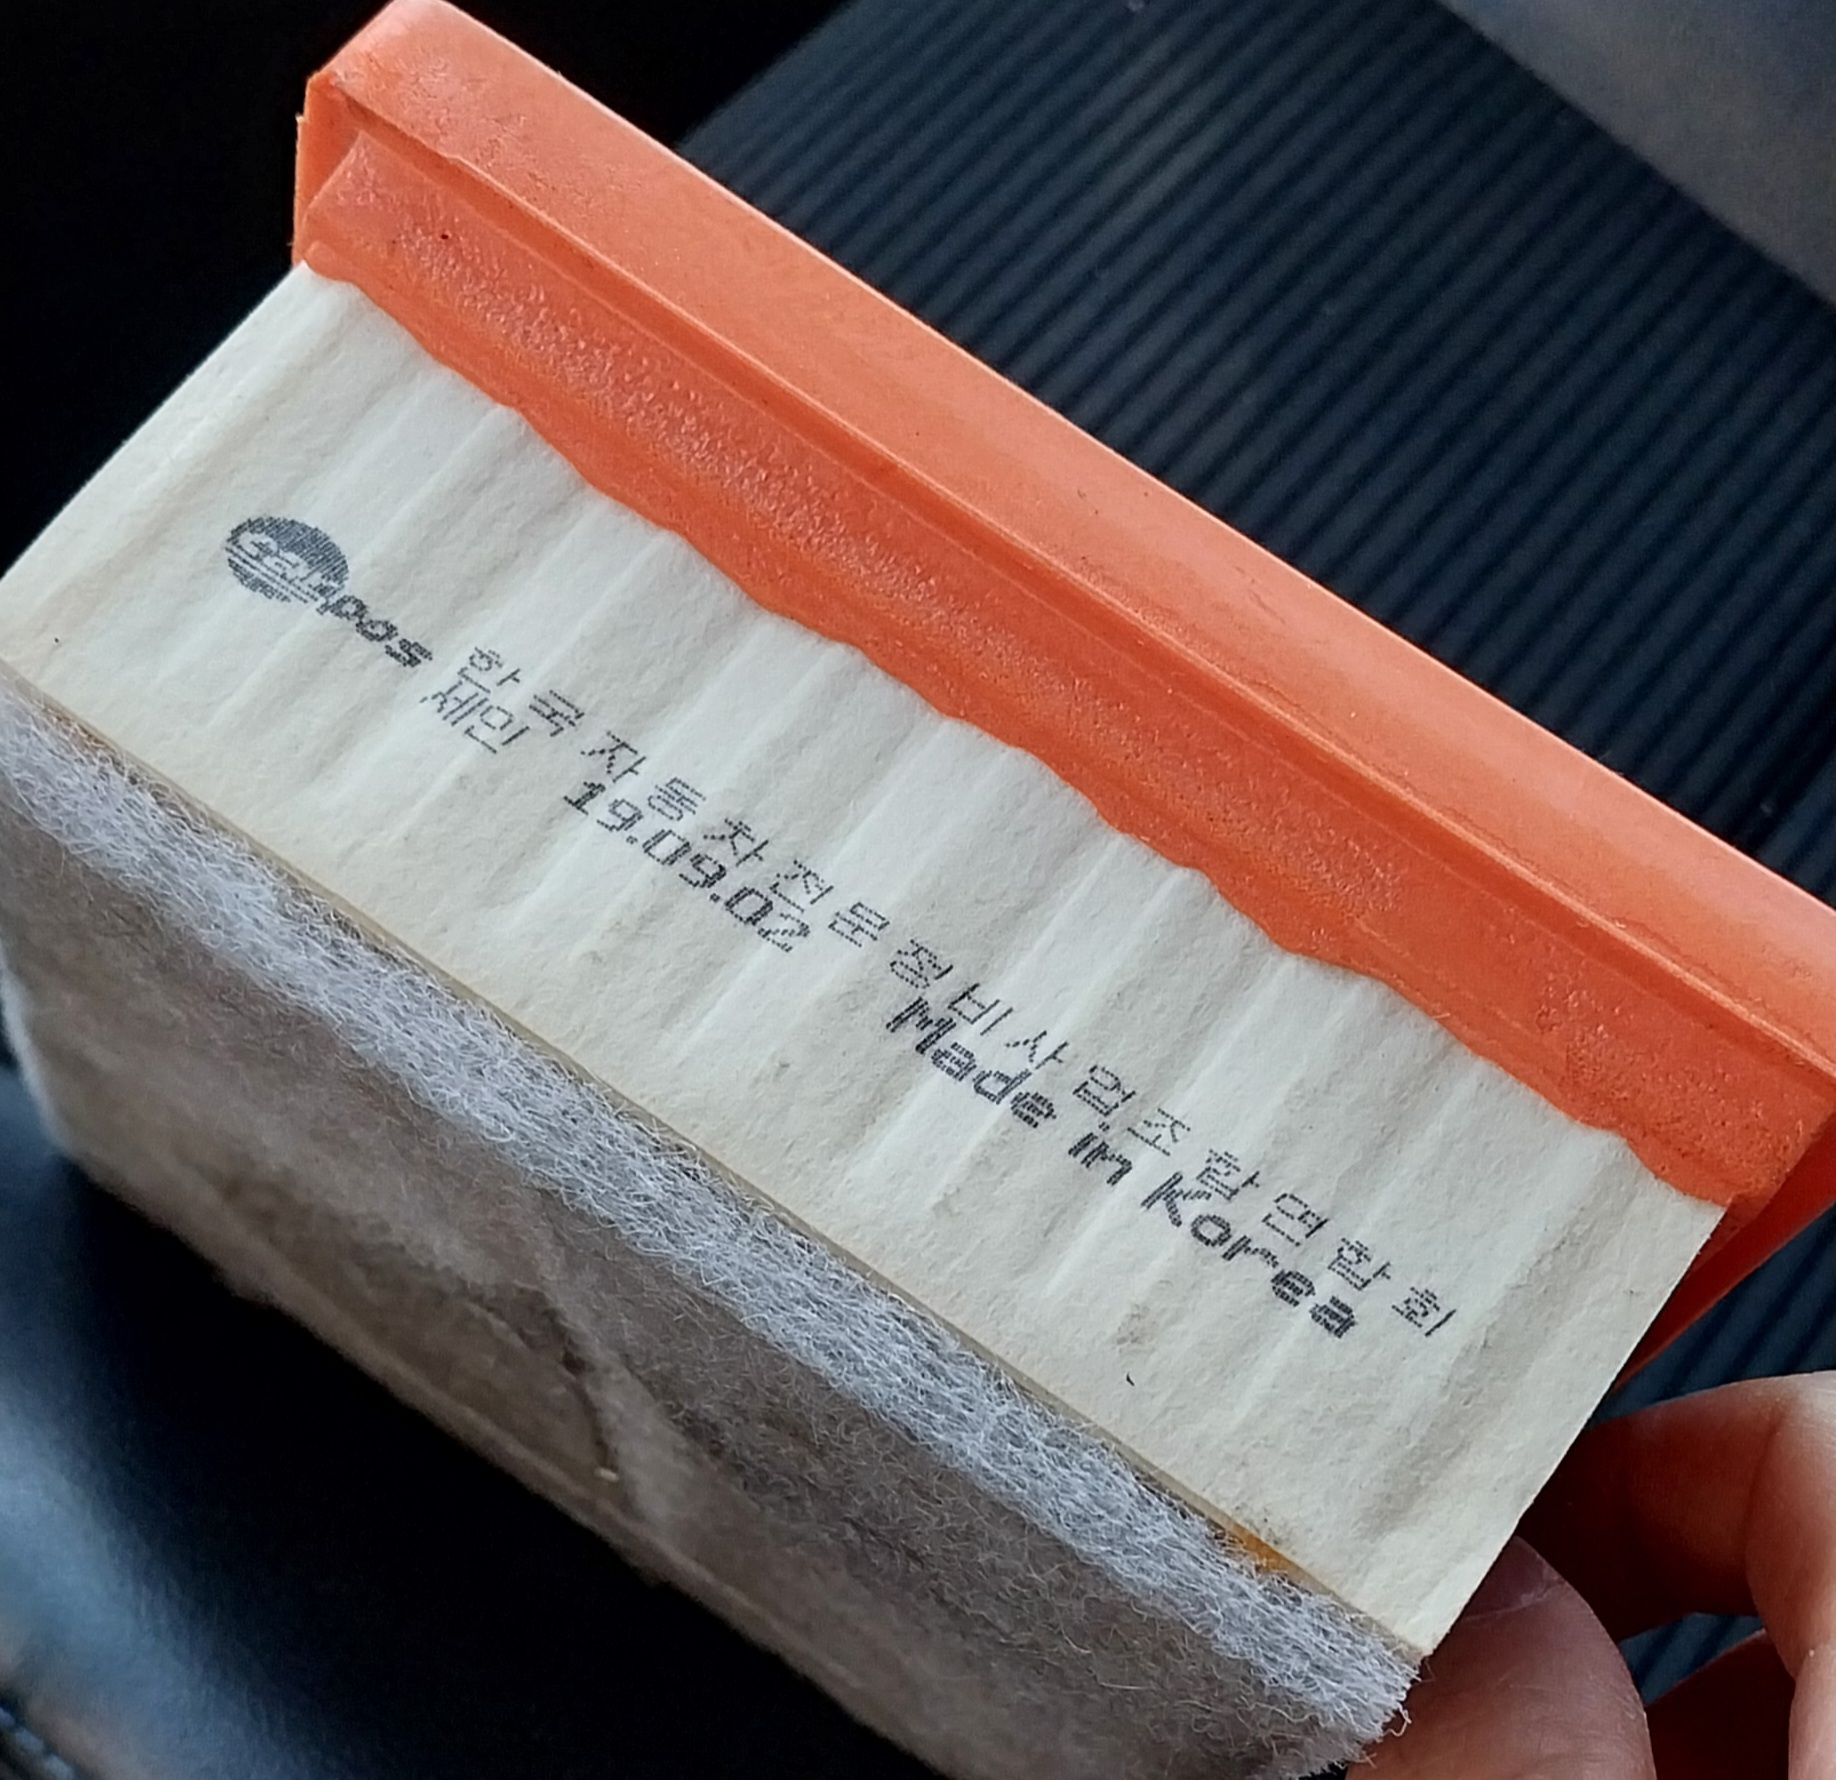 carpos 한국자동차전문정비사업조합연합회
세인 19.09.02 Made in Korea